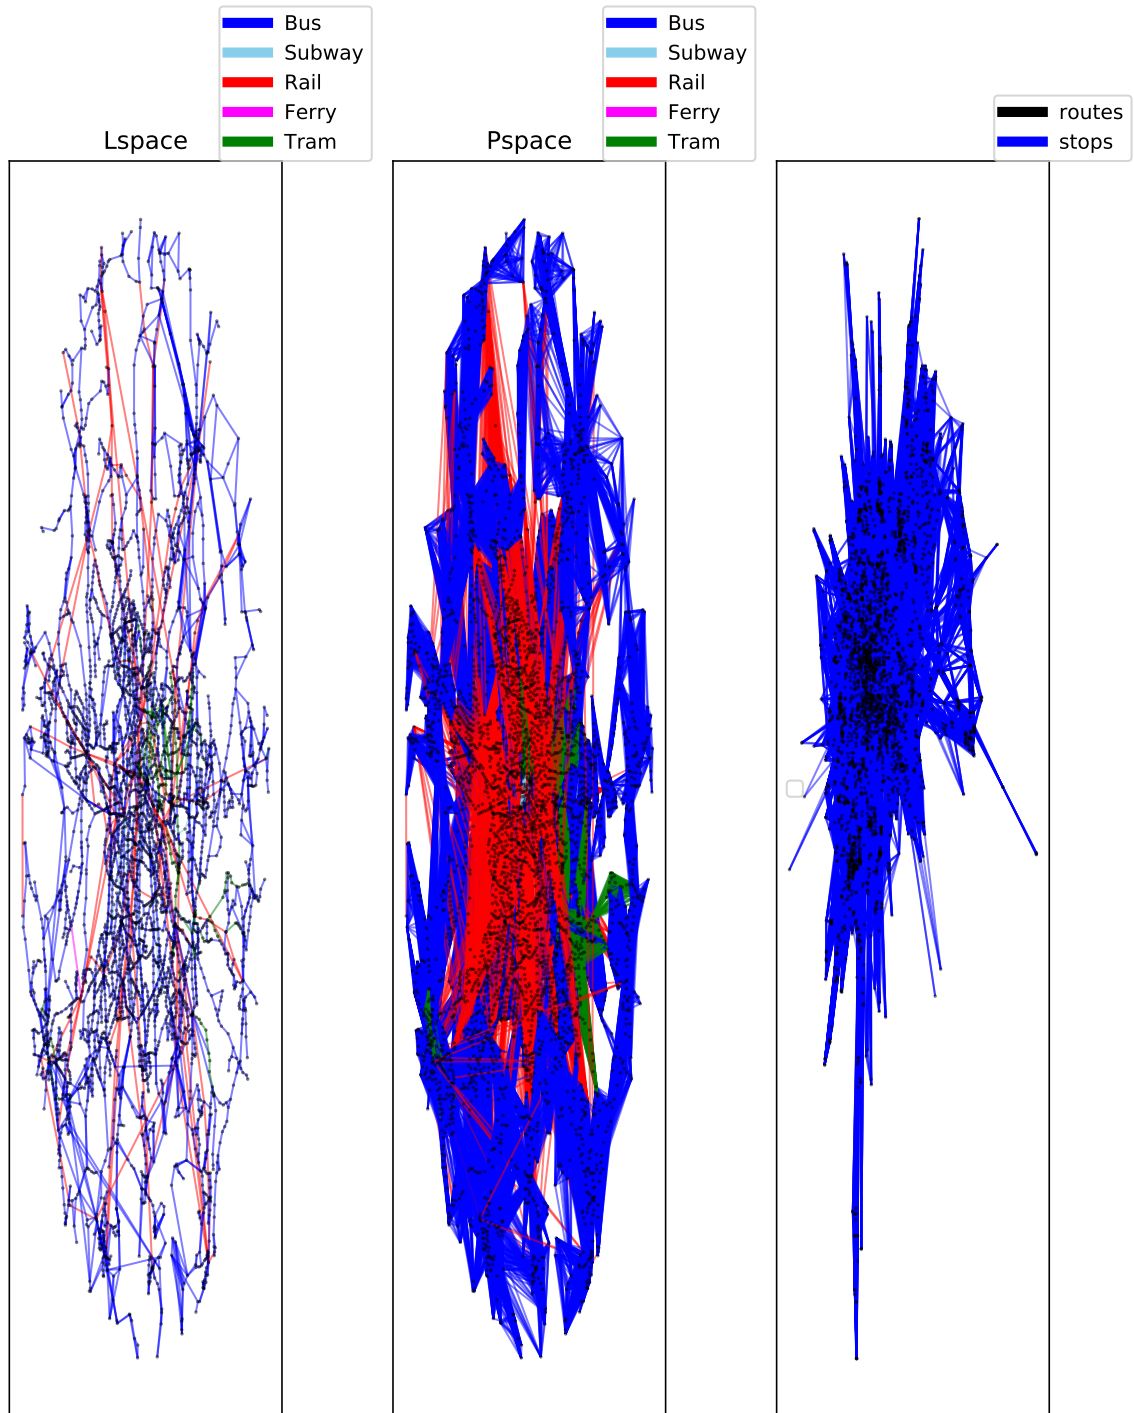 Bus
Subway
Rail
Ferry
Tram
Lspace
Bus
Subway
Rail
Ferry
Tram
Pspace
routes
stops